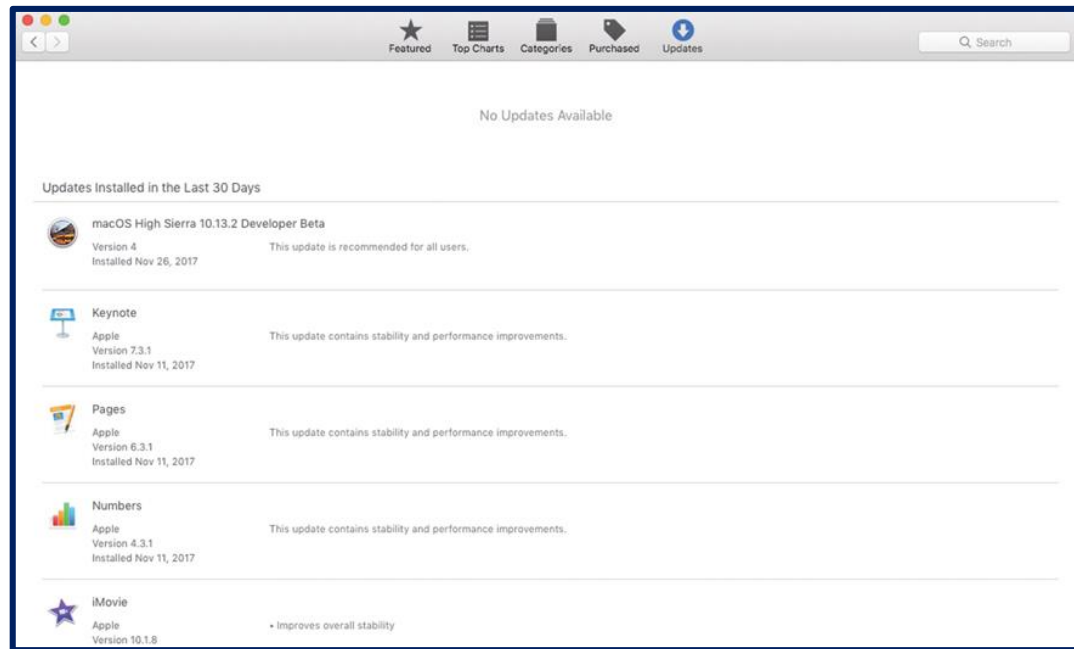 Featured Top Charts Categories Purchased Updates
Search
No Updates Available
Updates Installed in the Last 30 Days
macOS High Sierra 10.13.2 Developer Beta
Version 4 This update is recommended for all users.
Installed Nov 26, 2017
Keynote
Apple This update contains stability and performance improvements.
Version 7.3.1
Installed Nov 11, 2017
Pages
Apple This update contains stability and performance improvements.
Version 6.3.1
Installed Nov 11, 2017
Numbers
Apple This update contains stability and performance improvements.
Version 4.3.1
Installed Nov 11, 2017
iMovie
Apple • Improves overall stability
Version 10.1.8